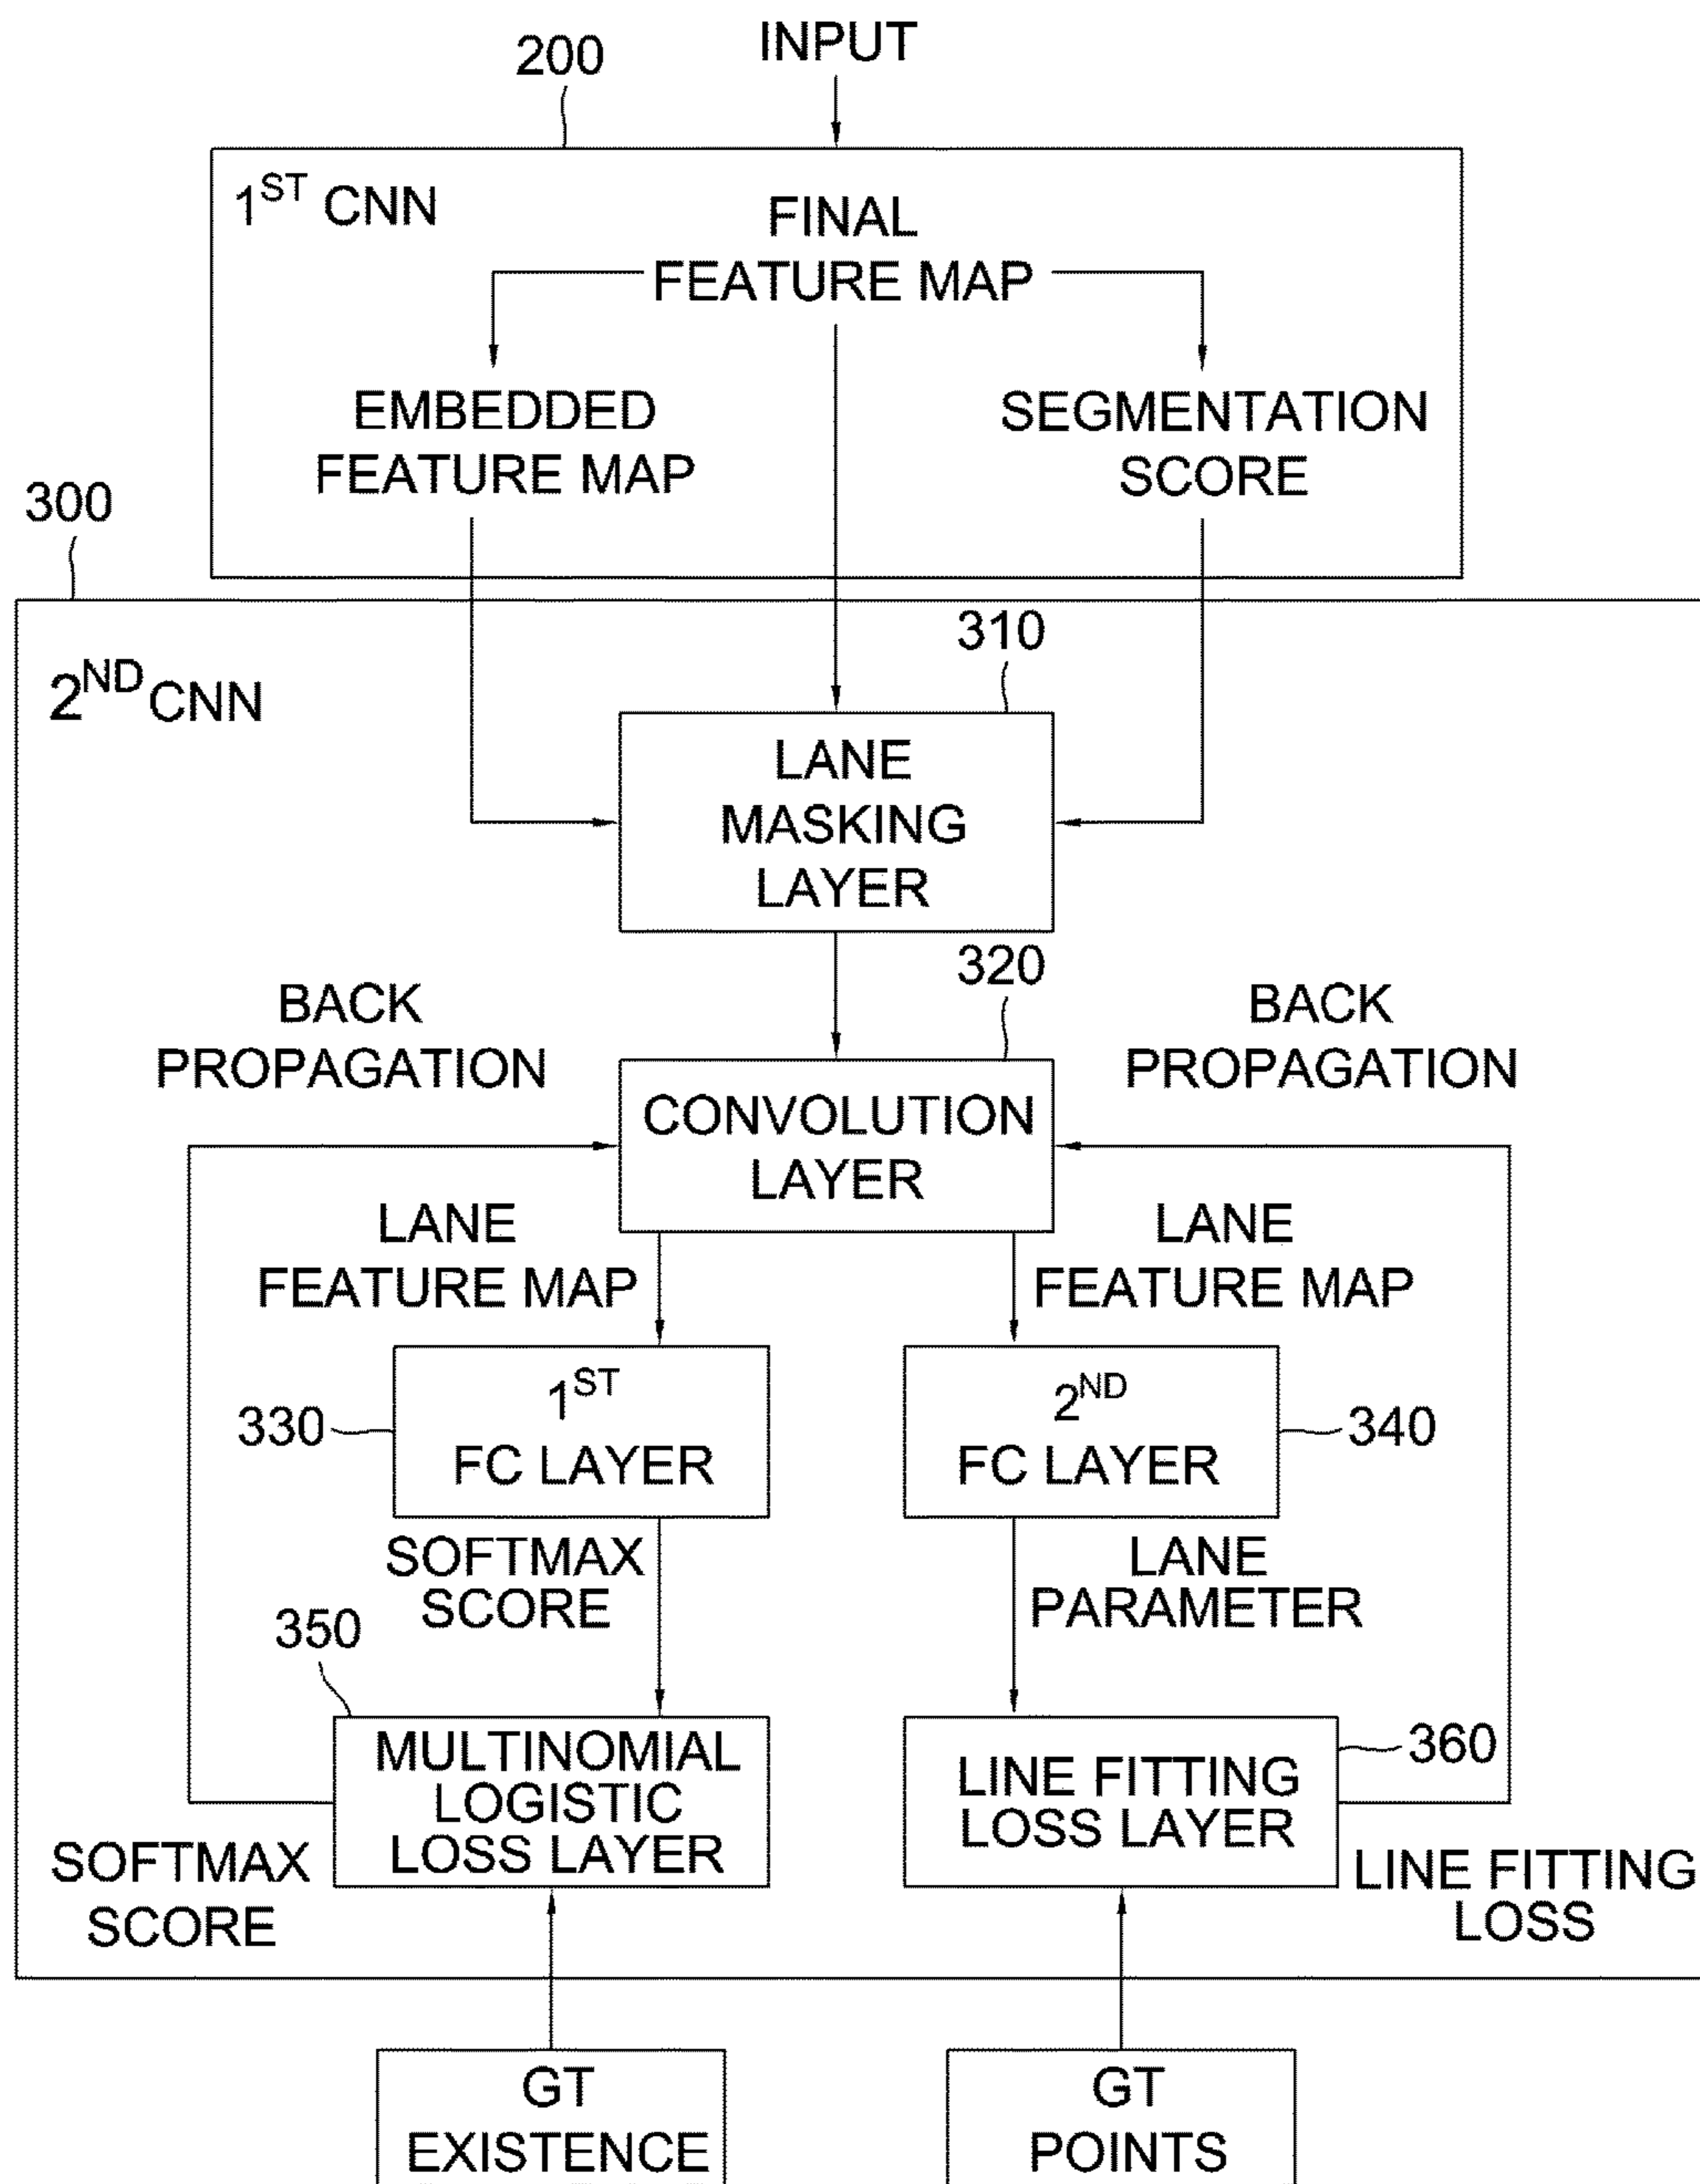 INPUT
200
1ST CNN
FINAL
FEATURE MAP
EMBEDDED
FEATURE MAP
SEGMENTATION
SCORE
300
2ND CNN
310
LANE
MASKING
LAYER
320
BACK
PROPAGATION
BACK
PROPAGATION
CONVOLUTION
LAYER
LANE
FEATURE MAP
LANE
FEATURE MAP
330
1ST
FC LAYER
2ND
FC LAYER
340
SOFTMAX
SCORE
LANE
PARAMETER
350
MULTINOMIAL
LOGISTIC
LOSS LAYER
LINE FITTING
LOSS LAYER
360
SOFTMAX
SCORE
LINE FITTING
LOSS
GT
EXISTENCE
GT
POINTS